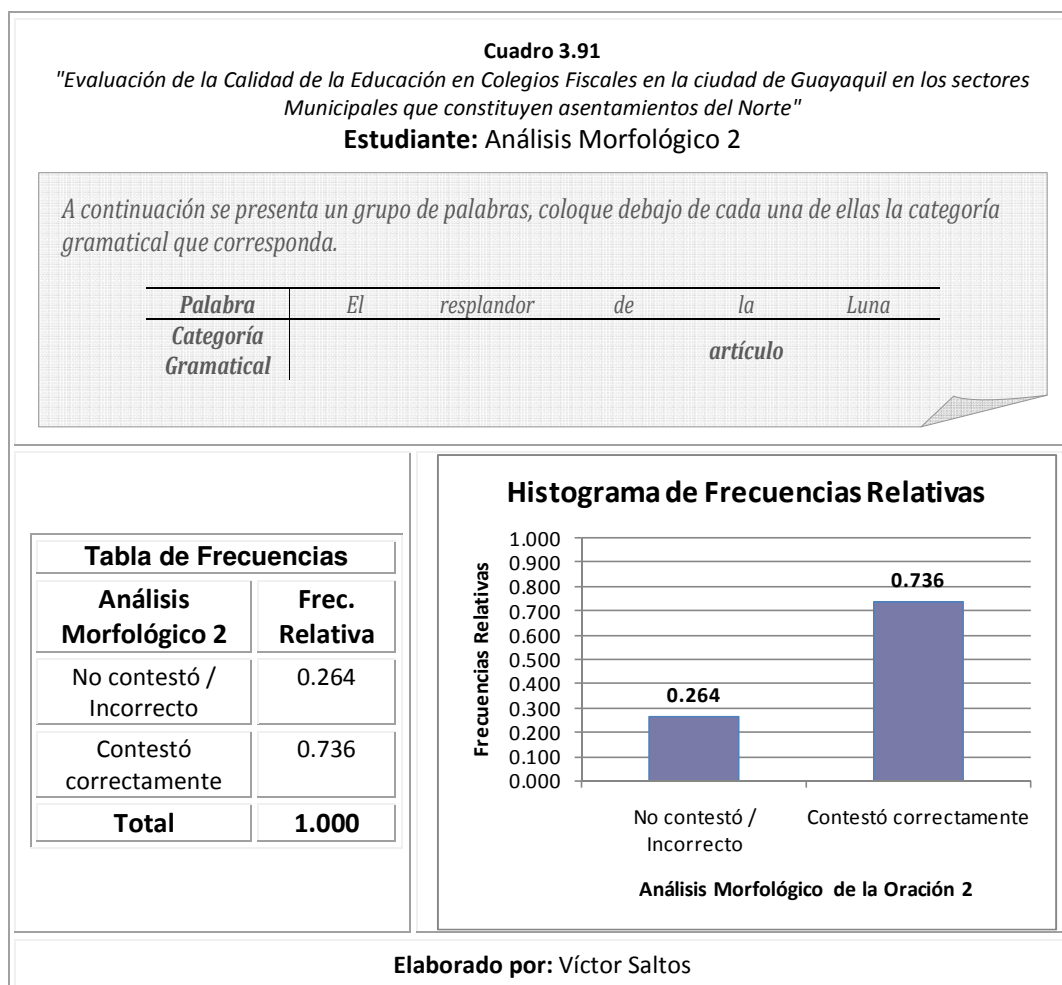 Cuadro 3.91
"Evaluación de la Calidad de la Educación en Colegios Fiscales en la ciudad de Guayaquil en los sectores
Municipales que constituyen asentamientos del Norte"
Estudiante: Análisis Morfológico 2
A continuación se presenta un grupo de palabras, coloque debajo de cada una de ellas la categoría
gramatical que corresponda.
Palabra El resplandor de la Luna
Categoría
Gramatical
artículo
Tabla de Frecuencias
Análisis
Morfológico 2
Frec.
Relativa
No contestó /
Incorrecto
0.264
Contestó
correctamente
0.736
Total 1.000
Histograma de Frecuencias Relativas
Frecuencias Relativas
1.000
0.900
0.800
0.700
0.600
0.500
0.400
0.300
0.200
0.100
0.000
0.264
0.736
No contestó /
Incorrecto
Contestó correctamente
Análisis Morfológico de la Oración 2
Elaborado por: Víctor Saltos